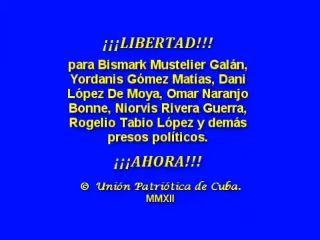 ¡¡¡LIBERTAD!!!
para Bismark Mustelier Galán,
Yordanis Gómez Matías, Dani
López De Moya, Omar Naranjo
Bonne, Niorvis Rivera Guerra,
Rogelio Tabio López y demás
presos políticos.
¡¡¡AHORA!!!
© Unión Patriótica de Cuba.
MMXII